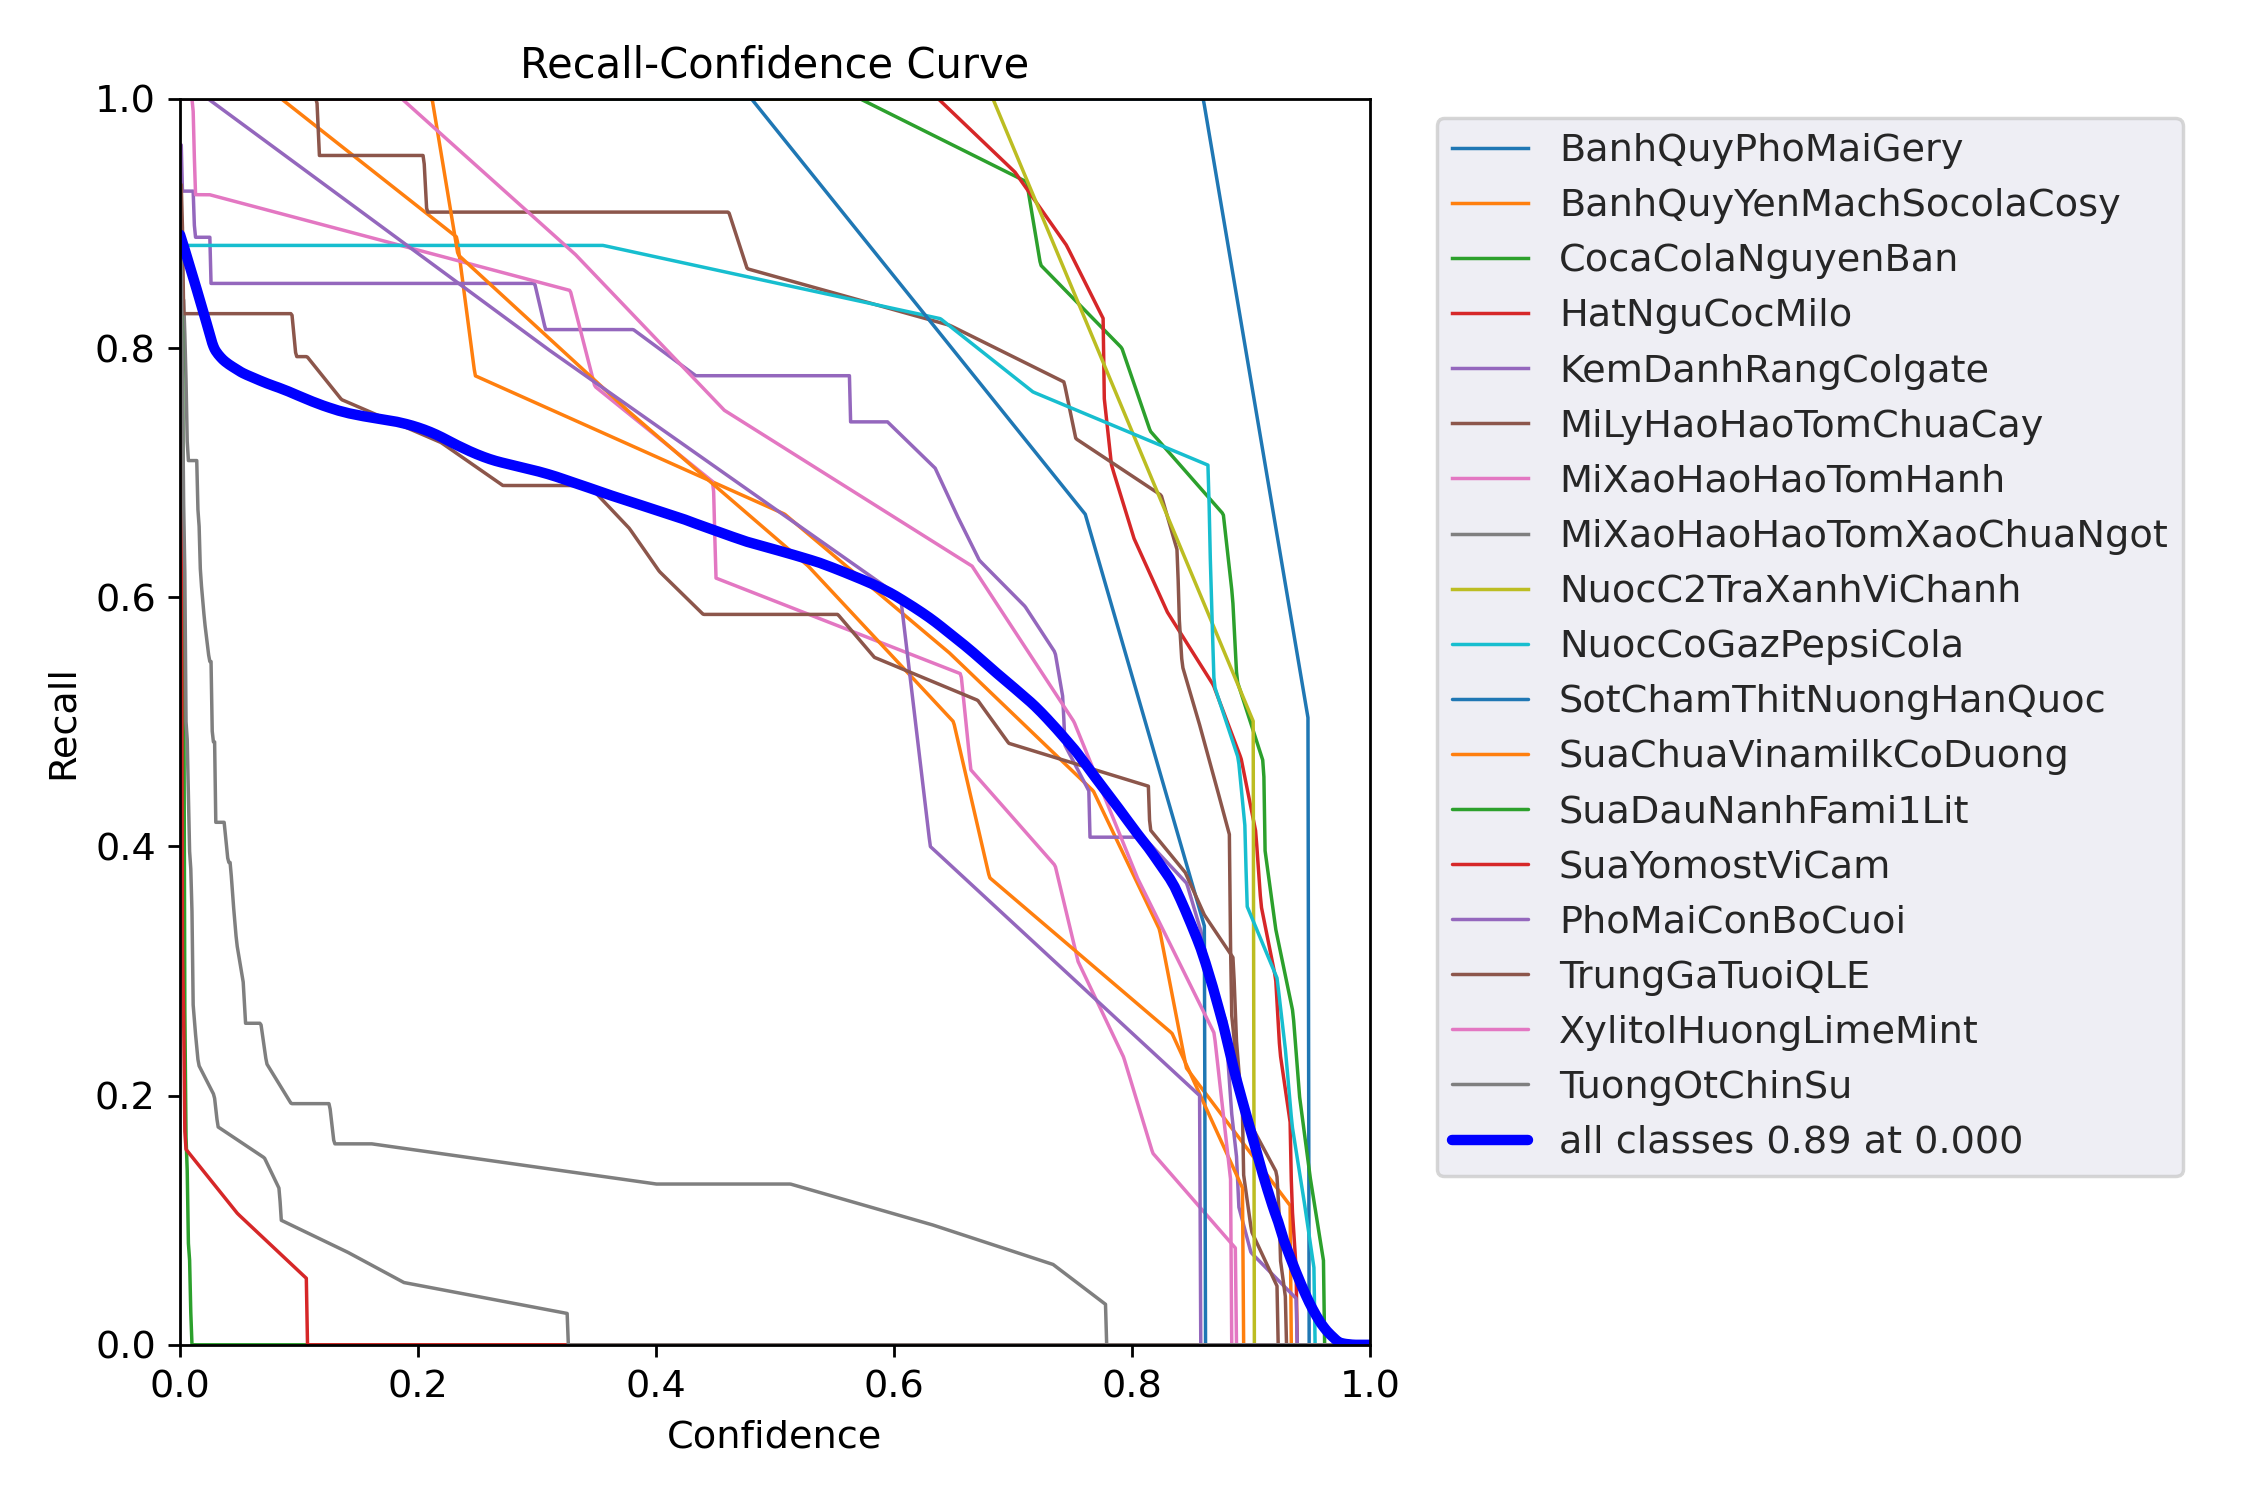 Recall-Confidence Curve
1.0
0.8
0.6
0.4
0.2
0.0
Recall
0.0 0.2 0.4 0.6 0.8 1.0
Confidence
BanhQuyPhoMaiGery
BanhQuyYenMachSocolaCosy
CocaColaNguyenBan
HatNguCocMilo
KemDanhRangColgate
MiLyHaoHaoTomChuaCay
MiXaoHaoHaoTomHanh
MiXaoHaoHaoTomXaoChuaNgot
NuocC2TraXanhViChanh
NuocCoGazPepsiCola
SotChamThitNuongHanQuoc
SuaChuaVinamilkCoDuong
SuaDauNanhFami1Lit
SuaYomostViCam
PhoMaiConBoCuoi
TrungGaTuoiQLE
XylitolHuongLimeMint
TuongOtChinSu
all classes 0.89 at 0.000